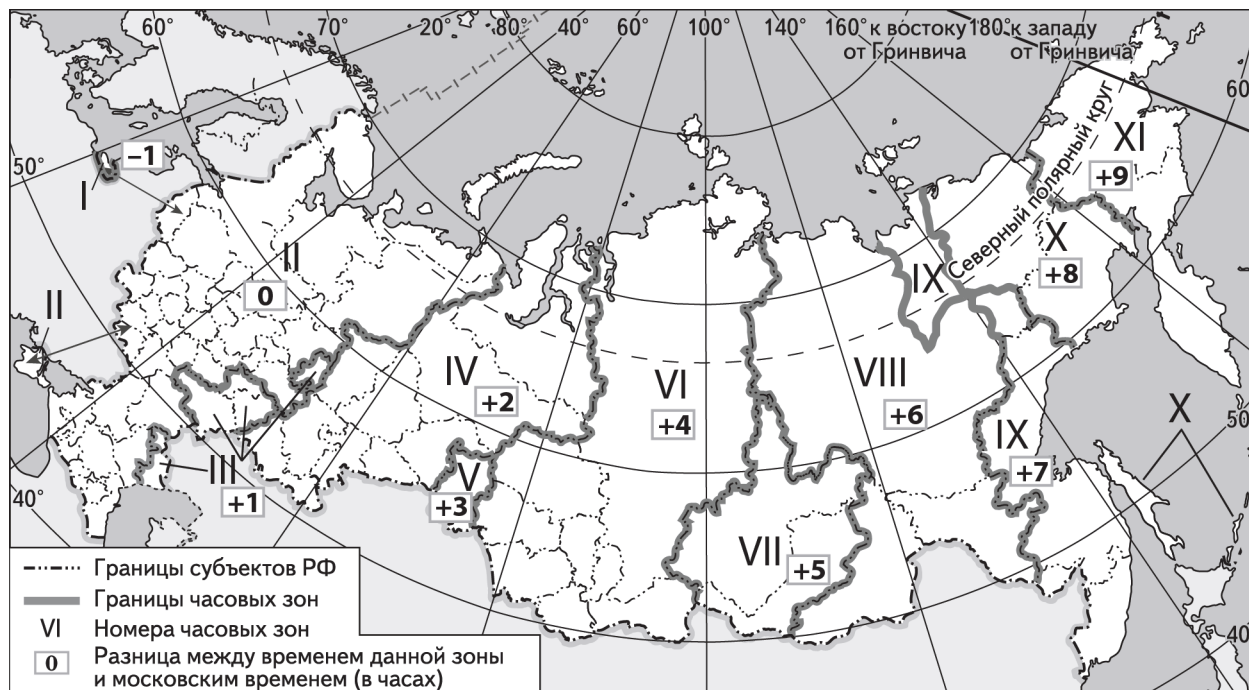 60° 70° 20° 40° 60° 100° 140° 160° к востоку 180° к западу
от Гринвича от Гринвича
60°
Северный полярный круг
50°
I
–1
II
0
II
III
+1
IV
+2
V
+3
VI
+4
VII
+5
VIII
+6
IX
IX
+7
X
+8
XI
+9
X
50°
40°
40°
Границы субъектов РФ
Границы часовых зон
VI Номера часовых зон
0 Разница между временем данной зоны
и московским временем (в часах)